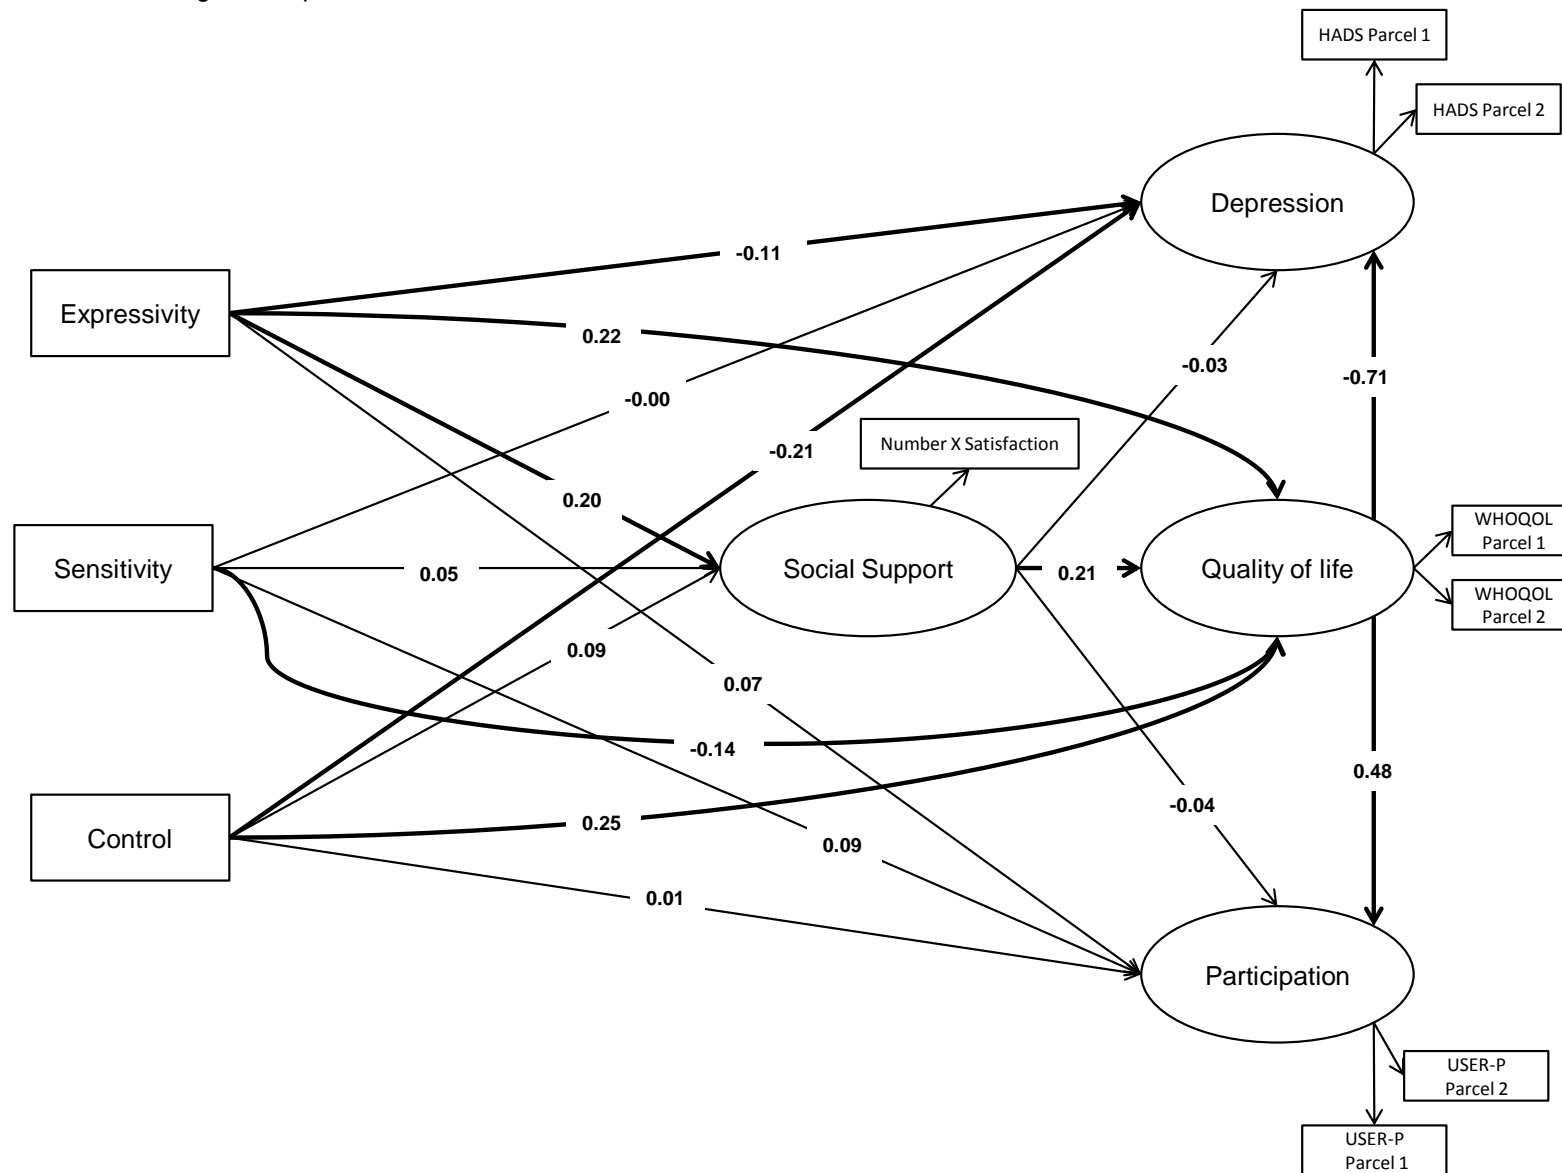 HADS Parcel 1
HADS Parcel 2
Depression
-0.11
Expressivity
0.22
-0.03
-0.71
-0.00
-0.21
Number X Satisfaction
0.20
WHOQOL
Parcel 1
Sensitivity
0.05
Social Support
0.21
Quality of life
WHOQOL
Parcel 2
0.09
0.07
-0.14
0.48
-0.04
Control
0.25
0.09
0.01
Participation
USER-P
Parcel 2
USER-P
Parcel 1